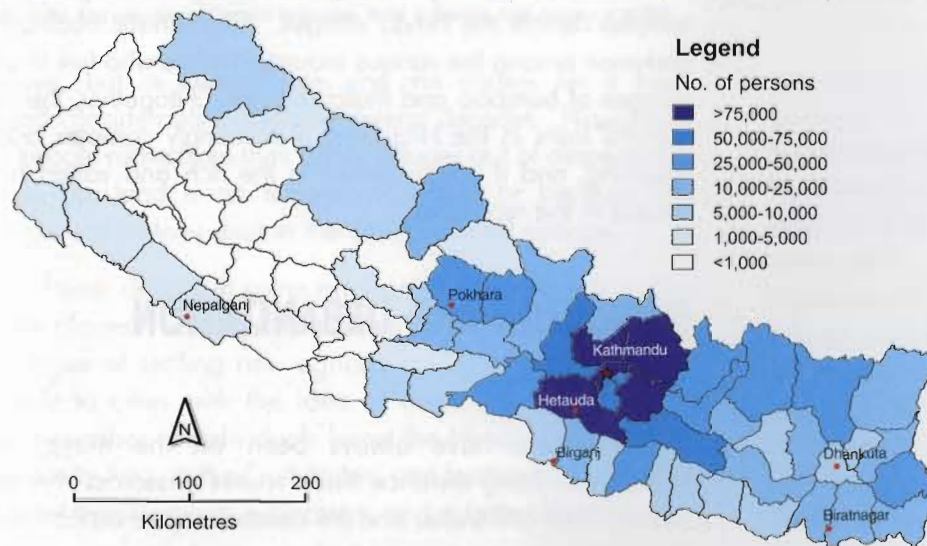 Legend
No. of persons
>75,000
50,000-75,000
25,000-50,000
10,000-25,000
5,000-10,000
1,000-5,000
<1,000
Nepalganj
Pokhara
Kathmandu
Hetauda
Birganj
Dhankuta
Biratnagar
N
100 200
Kilometres